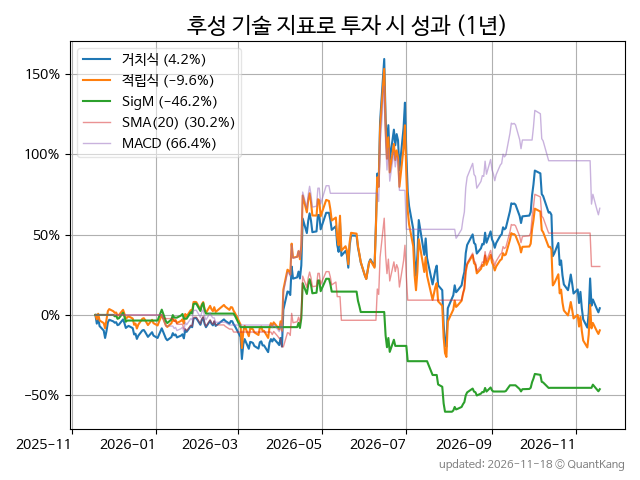 후성 기술 지표로 투자 시 성과 (1년)
거치식 (4.2%)
적립식 (-9.6%)
SigM (-46.2%)
SMA(20) (30.2%)
MACD (66.4%)
150%
100%
50%
0%
−50%
2025-11 2026-01 2026-03 2026-05 2026-07 2026-09 2026-11
updated: 2026-11-18 © QuantKang